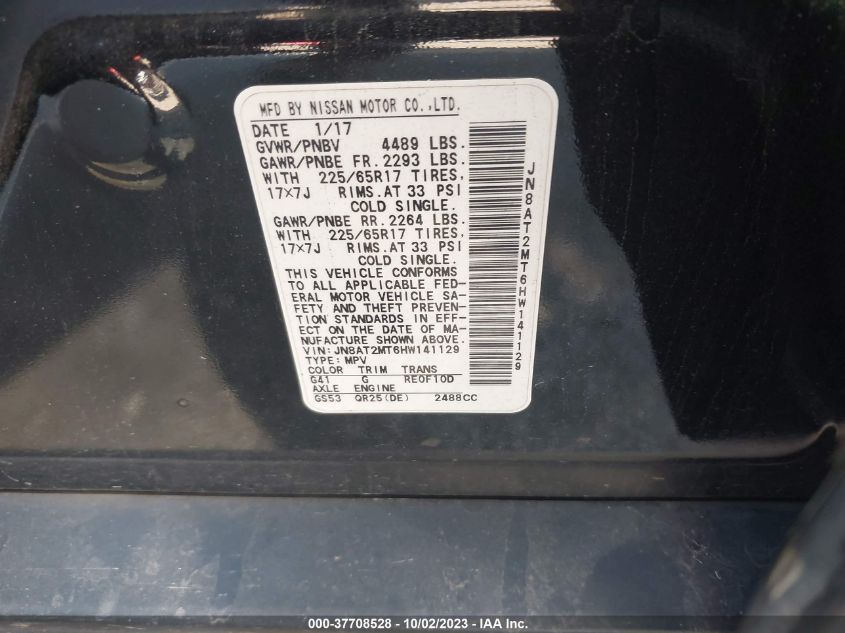 MFD BY NISSAN MOTOR CO.,LTD.
DATE 1/17
GVWR/PNBV 4489 LBS.
GAWR/PNBE FR. 2293 LBS.
WITH 225/65R17 TIRES,
17×7J RIMS.AT 33 PSI
COLD SINGLE.
GAWR/PNBE RR. 2264 LBS.
WITH 225/65R17 TIRES,
17×7J RIMS.AT 33 PSI
COLD SINGLE.
THIS VEHICLE CONFORMS
TO ALL APPLICABLE FED-
ERAL MOTOR VEHICLE SA-
FETY AND THEFT PREVEN-
TION STANDARDS IN EFF-
ECT ON THE DATE OF MA-
NUFACTURE SHOWN ABOVE.
VIN: JN8AT2MT6HW141129
TYPE: MPV
COLOR TRIM TRANS
G41 G RE0F10D
AXLE ENGINE
GS53 QR25(DE) 2488CC
JN8AT2MT6HW141129
000-37708528 - 10/02/2023 - IAA Inc.